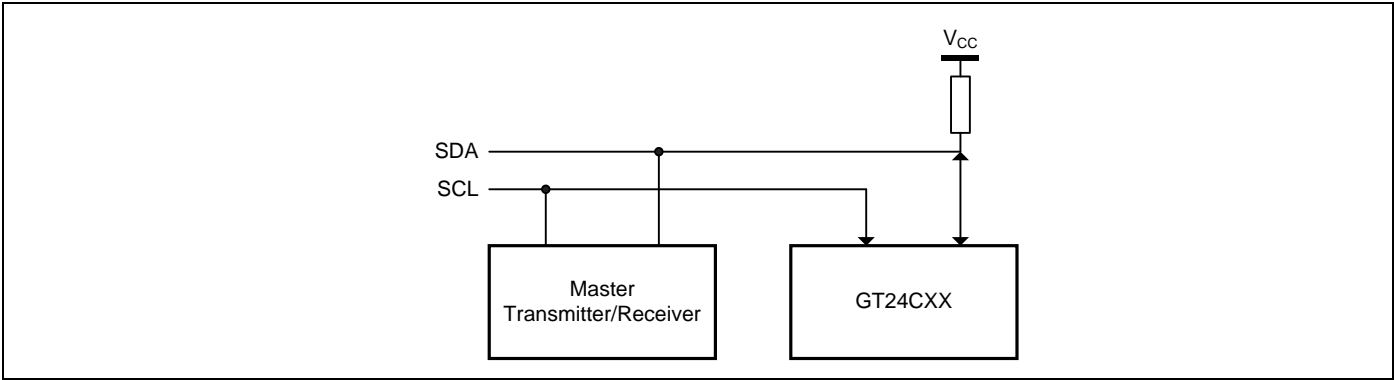 VCC
SDA
SCL
Master
Transmitter/Receiver
GT24CXX